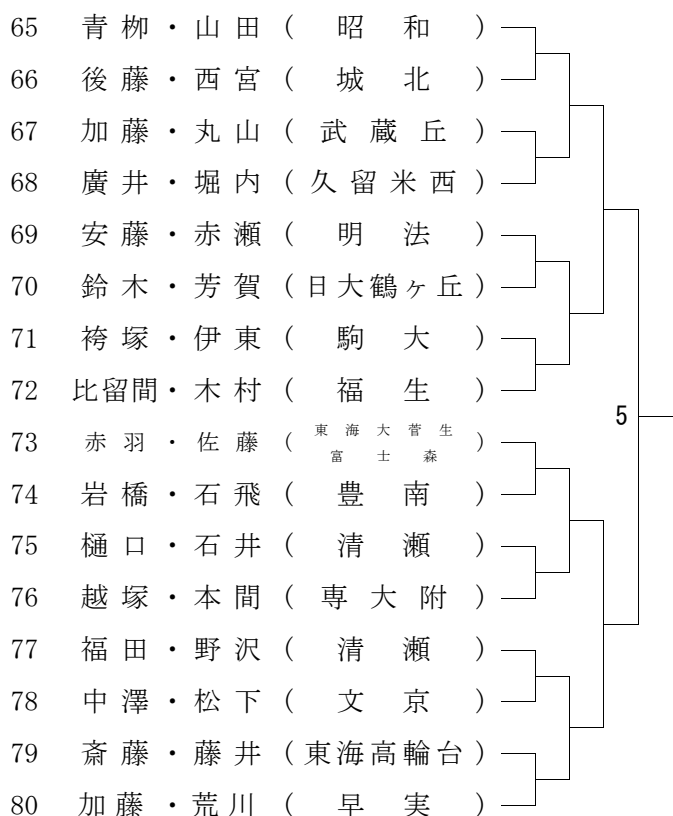 65 青栁・山田(昭和)
66 後藤・西宮(城北)
67 加藤・丸山(武蔵丘)
68 廣井・堀内(久留米西)
69 安藤・赤瀬(明法)
70 鈴木・芳賀(日大鶴ヶ丘)
71 袴塚・伊東(駒大)
72 比留間・木村(福生)
5
73 赤羽・佐藤(東海大菅生
富士森)
74 岩橋・石飛(豊南)
75 樋口・石井(清瀬)
76 越塚・本間(専大附)
77 福田・野沢(清瀬)
78 中澤・松下(文京)
79 斎藤・藤井(東海高輪台)
80 加藤・荒川(早実)